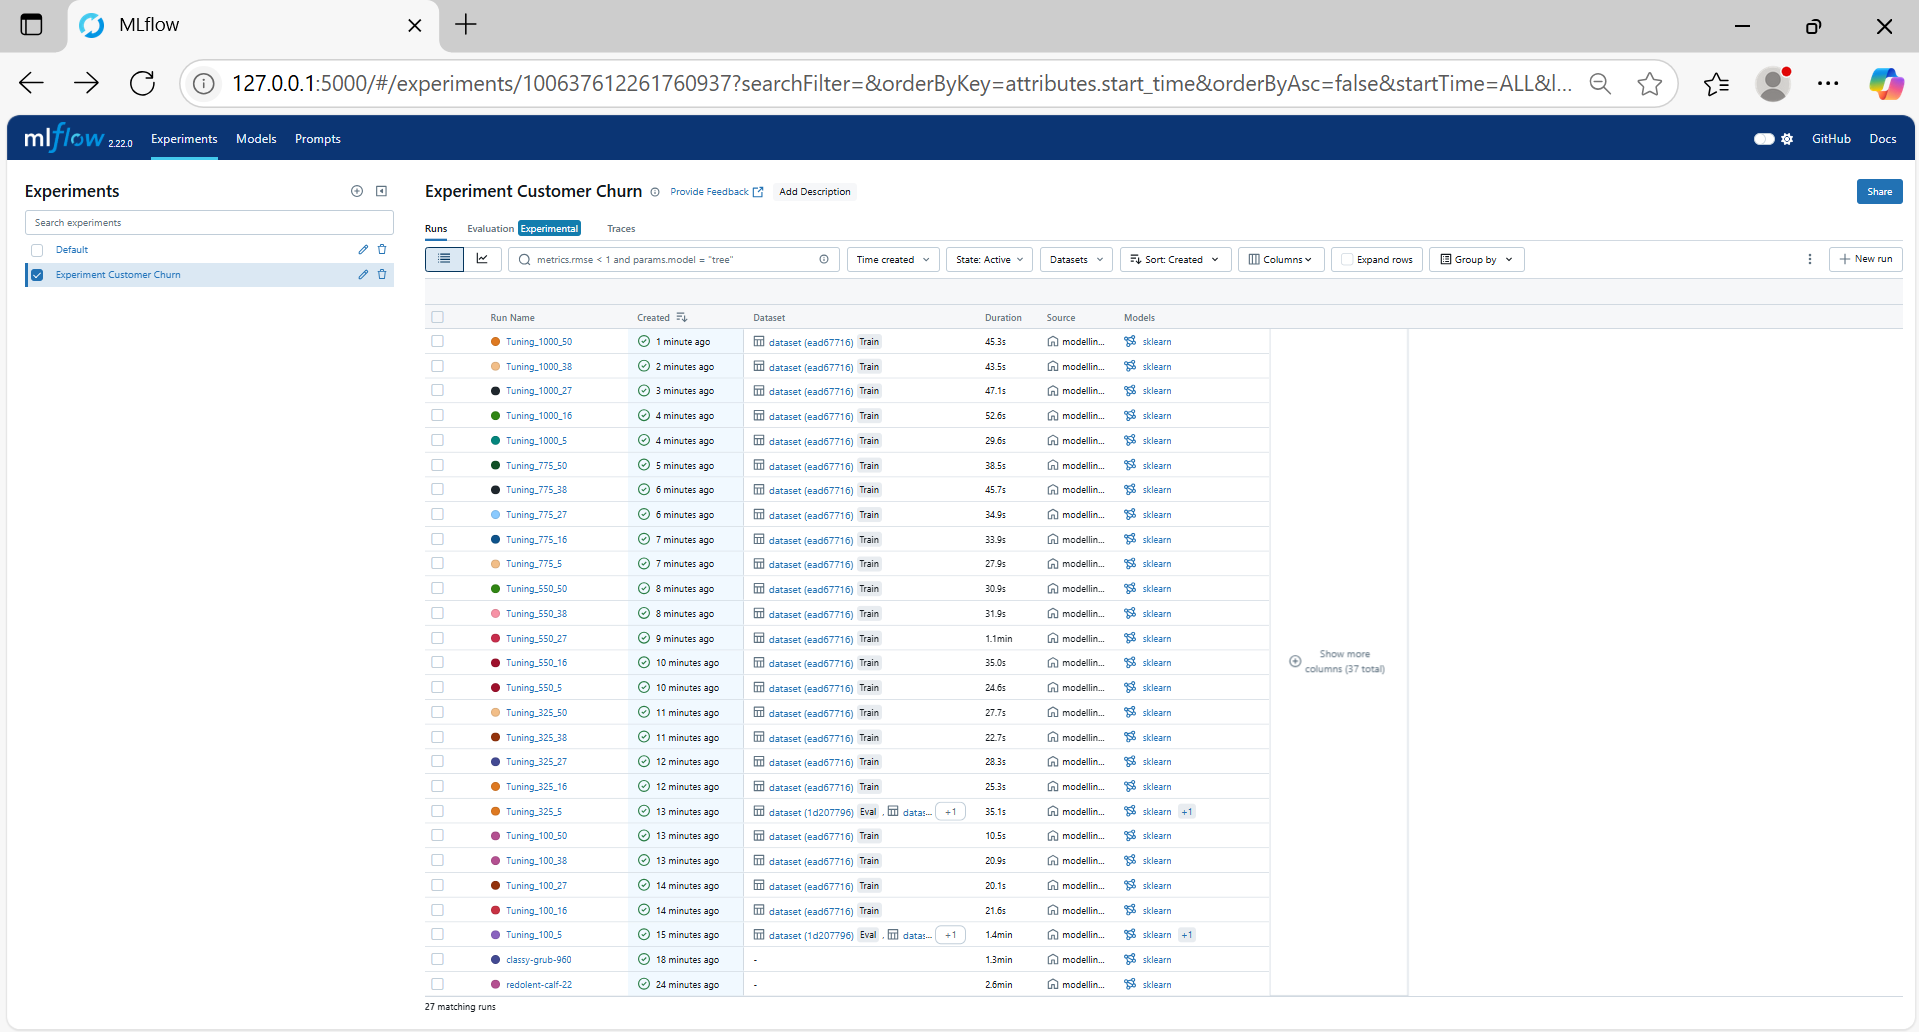 MLflow
127.0.0.1:5000/#/experiments/100637612261760937?searchFilter=&orderByKey=attributes.start_time&orderByAsc=false&startTime=ALL&l...
mlflow 2.22.0 Experiments Models Prompts GitHub Docs
Experiments
Search experiments
Default
Experiment Customer Churn
Experiment Customer Churn Provide Feedback Add Description Share
Runs Evaluation Experimental Traces
metrics.rmse < 1 and params.model = "tree" Time created State: Active Datasets Sort: Created Columns Expand rows Group by New run
Run Name Created Dataset Duration Source Models
Tuning_1000_50 1 minute ago dataset (ead67716) Train 45.3s modellin... sklearn
Tuning_1000_38 2 minutes ago dataset (ead67716) Train 43.5s modellin... sklearn
Tuning_1000_27 3 minutes ago dataset (ead67716) Train 47.1s modellin... sklearn
Tuning_1000_16 4 minutes ago dataset (ead67716) Train 52.6s modellin... sklearn
Tuning_1000_5 4 minutes ago dataset (ead67716) Train 29.6s modellin... sklearn
Tuning_775_50 5 minutes ago dataset (ead67716) Train 38.5s modellin... sklearn
Tuning_775_38 6 minutes ago dataset (ead67716) Train 45.7s modellin... sklearn
Tuning_775_27 6 minutes ago dataset (ead67716) Train 34.9s modellin... sklearn
Tuning_775_16 7 minutes ago dataset (ead67716) Train 33.9s modellin... sklearn
Tuning_775_5 7 minutes ago dataset (ead67716) Train 27.9s modellin... sklearn
Tuning_550_50 8 minutes ago dataset (ead67716) Train 30.9s modellin... sklearn
Tuning_550_38 8 minutes ago dataset (ead67716) Train 31.9s modellin... sklearn
Tuning_550_27 9 minutes ago dataset (ead67716) Train 1.1min modellin... sklearn
Tuning_550_16 10 minutes ago dataset (ead67716) Train 35.0s modellin... sklearn
Tuning_550_5 10 minutes ago dataset (ead67716) Train 24.6s modellin... sklearn
Tuning_325_50 11 minutes ago dataset (ead67716) Train 27.7s modellin... sklearn
Tuning_325_38 11 minutes ago dataset (ead67716) Train 22.7s modellin... sklearn
Tuning_325_27 12 minutes ago dataset (ead67716) Train 28.3s modellin... sklearn
Tuning_325_16 12 minutes ago dataset (ead67716) Train 25.3s modellin... sklearn
Tuning_325_5 13 minutes ago dataset (1d207796) Eval , datas... +1 35.1s modellin... sklearn +1
Tuning_100_50 13 minutes ago dataset (ead67716) Train 10.5s modellin... sklearn
Tuning_100_38 13 minutes ago dataset (ead67716) Train 20.9s modellin... sklearn
Tuning_100_27 14 minutes ago dataset (ead67716) Train 20.1s modellin... sklearn
Tuning_100_16 14 minutes ago dataset (ead67716) Train 21.6s modellin... sklearn
Tuning_100_5 15 minutes ago dataset (1d207796) Eval , datas... +1 1.4min modellin... sklearn +1
classy-grub-960 18 minutes ago - 1.3min modellin... sklearn
redolent-calf-22 24 minutes ago - 2.6min modellin... sklearn
Show more
columns (37 total)
27 matching runs